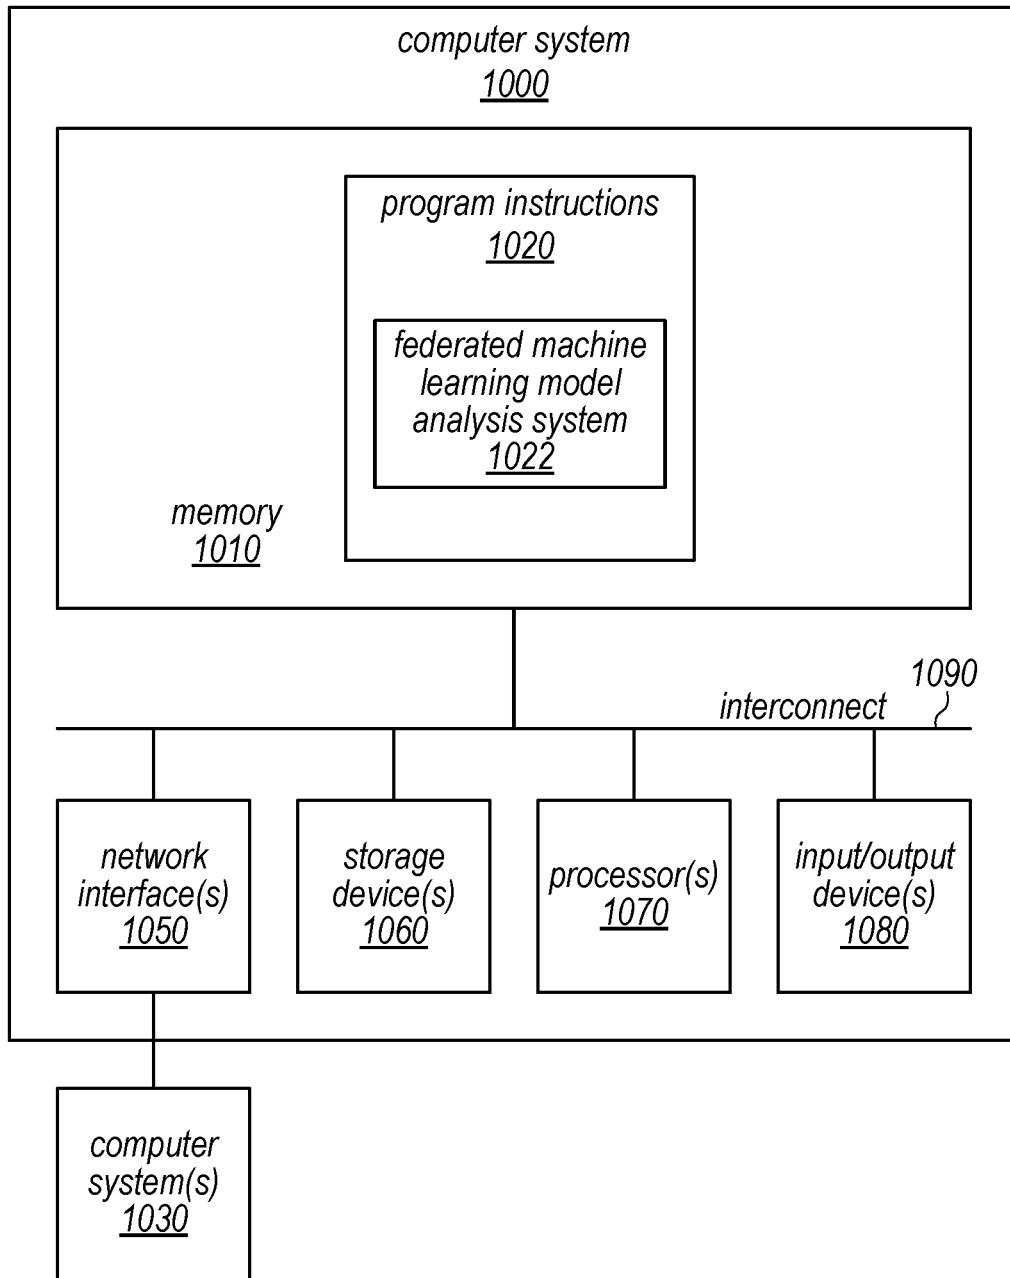 computer system
1000
program instructions
1020
federated machine
learning model
analysis system
1022
memory
1010
1090
interconnect
network
interface(s)
1050
storage
device(s)
1060
processor(s)
1070
input/output
device(s)
1080
computer
system(s)
1030